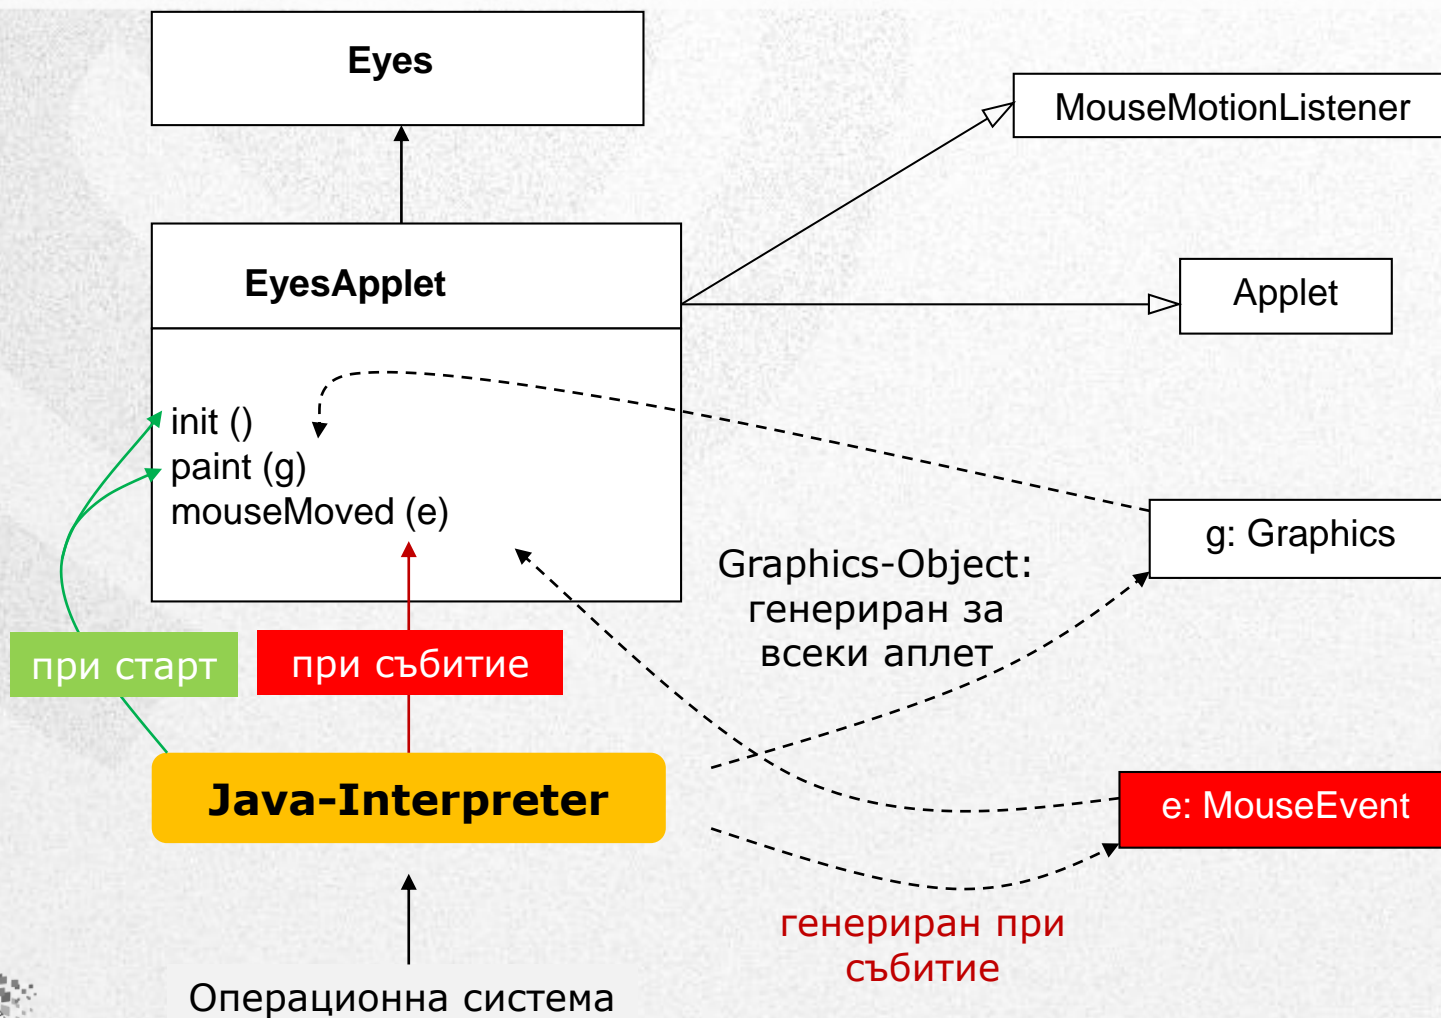 Eyes
MouseMotionListener
EyesApplet
Applet
init ()
paint (g)
mouseMoved (e)
g: Graphics
Graphics-Object:
генериран за
всеки аплет
при старт
при събитие
Java-Interpreter
e: MouseEvent
генериран при
събитие
Операционна система